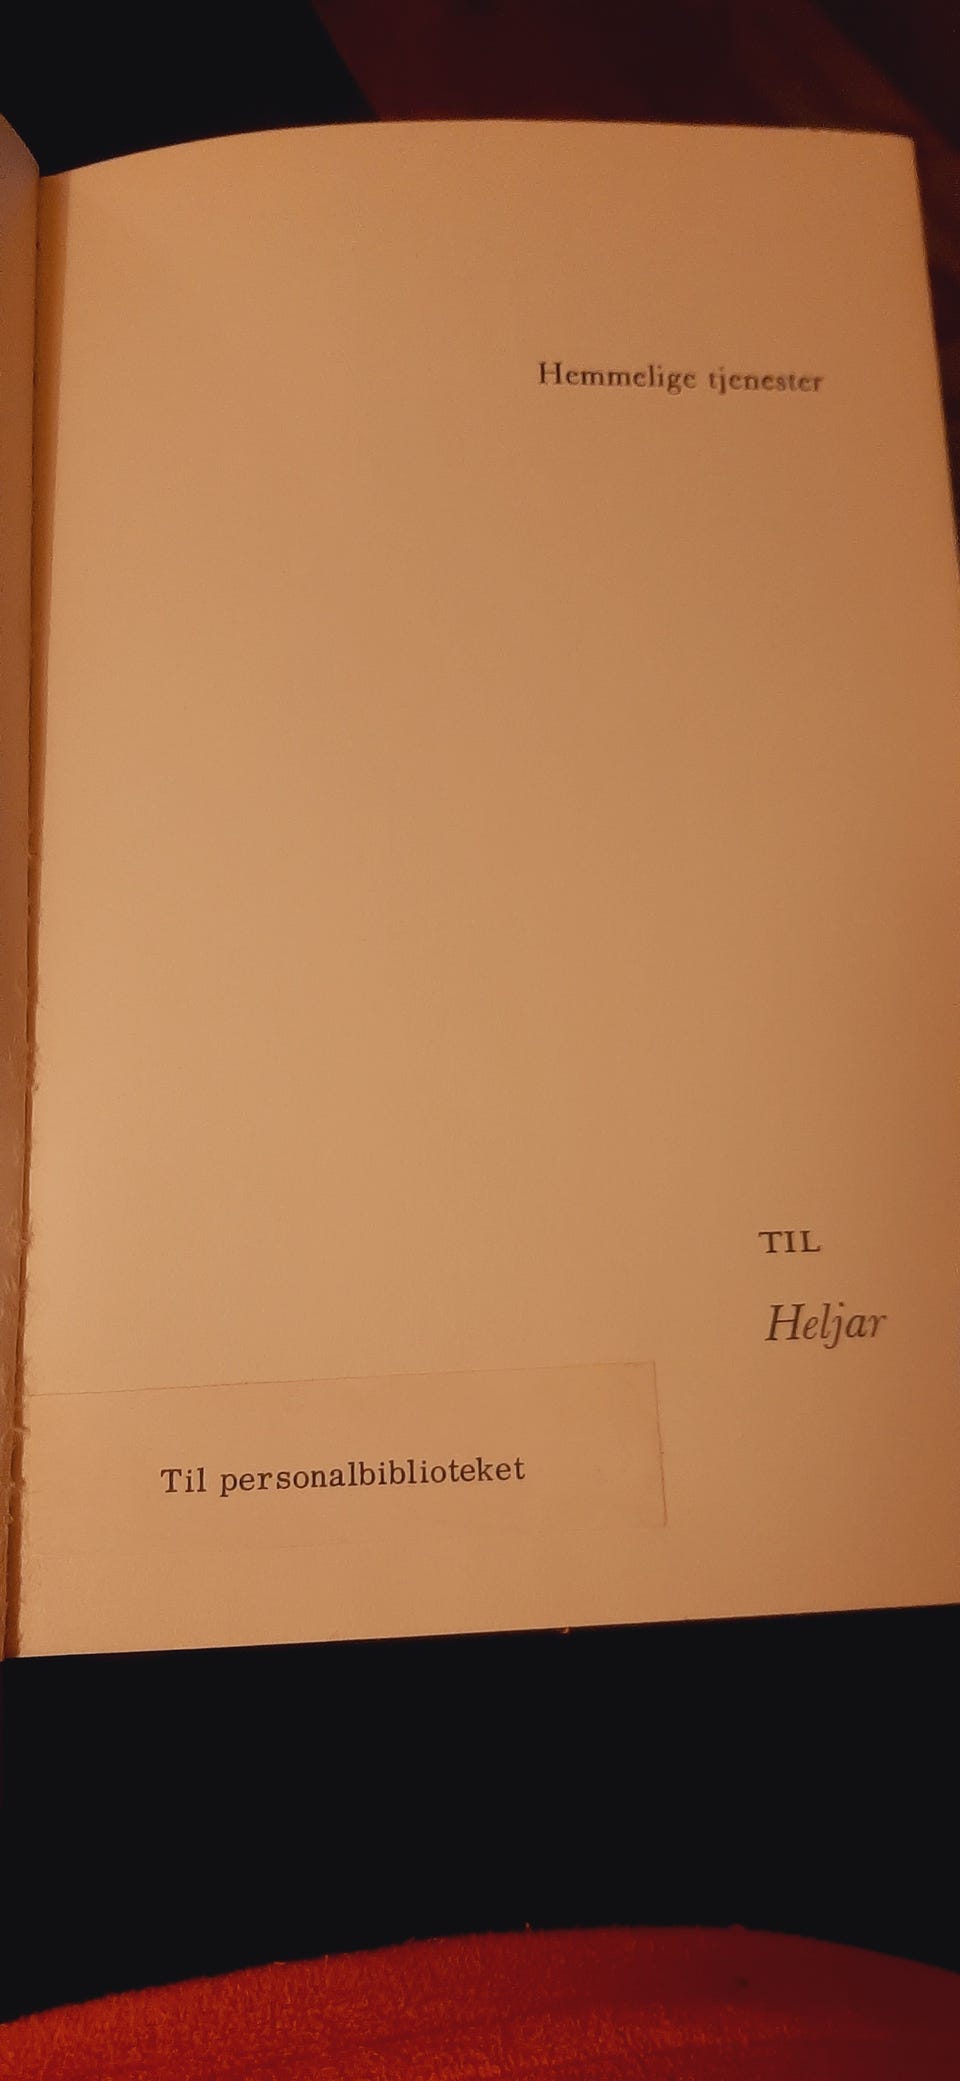 Hemmelige tjenester
TIL
Heljar
Til personalbiblioteket